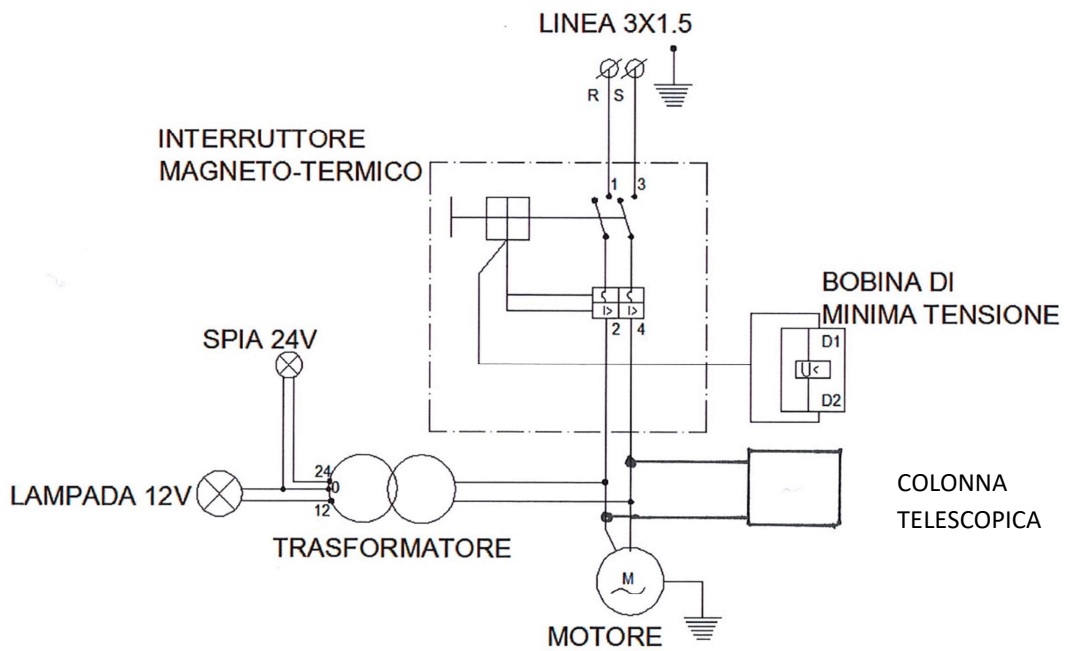 LINEA 3X1.5
R S
INTERRUTTORE
MAGNETO-TERMICO
1 3
I> I>
2 4
BOBINA DI
MINIMA TENSIONE
D1
U<
D2
SPIA 24V
24
0
12
LAMPADA 12V
TRASFORMATORE
COLONNA
TELESCOPICA
M
MOTORE